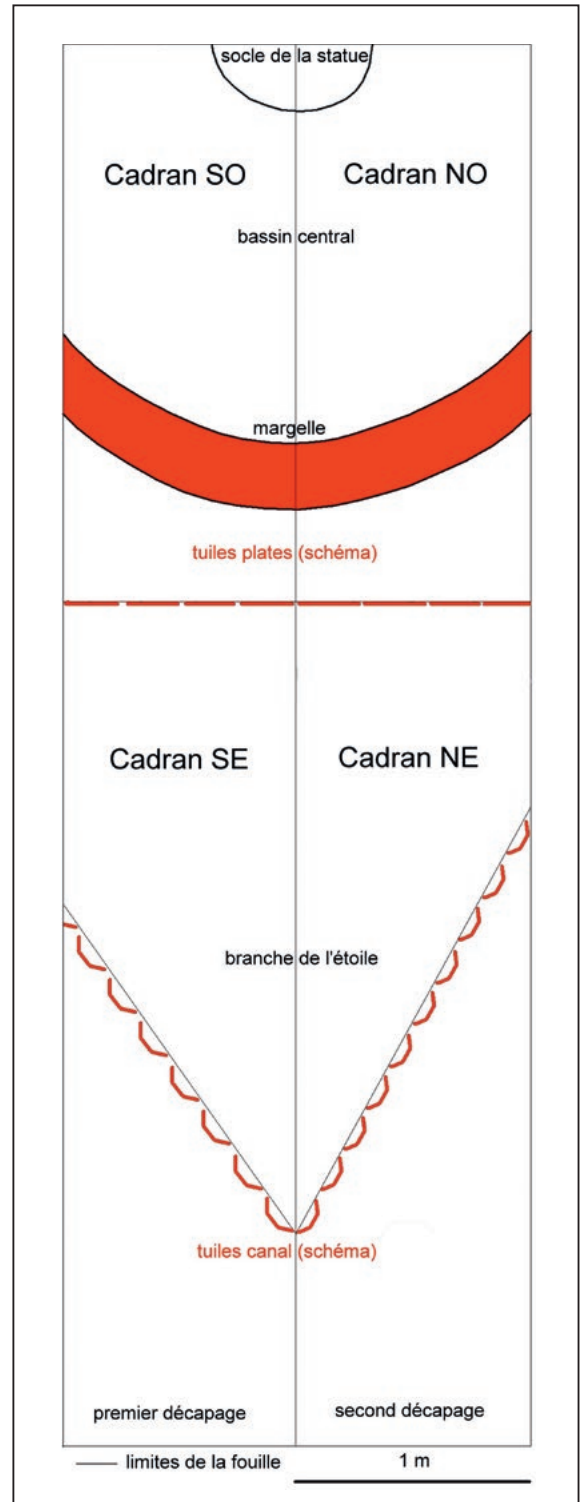 socle de la statue
Cadran SO
Cadran NO
bassin central
margelle
tuiles plates (schéma)
Cadran SE
Cadran NE
branche de l'étoile
tuiles canal (schéma)
premier décapage
second décapage
limites de la fouille
1 m